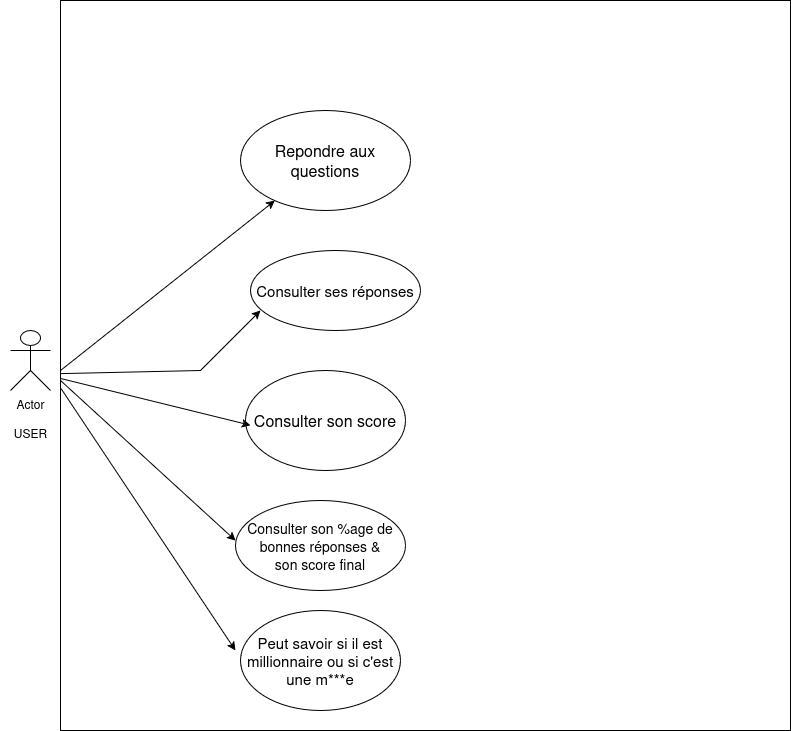 Repondre aux
questions
Consulter ses réponses
Actor
USER
Consulter son score
Consulter son %age de
bonnes réponses &
son score final
Peut savoir si il est
millionnaire ou si c'est
une m***e